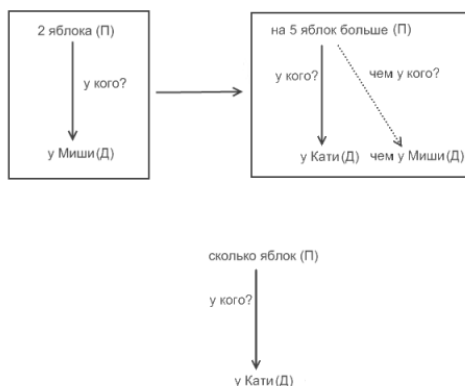 2 яблока (П)
у кого?
у Миши (Д)
на 5 яблок больше (П)
у кого?
чем у кого?
у Кати (Д)
чем у Миши (Д)
сколько яблок (П)
у кого?
у Кати (Д)